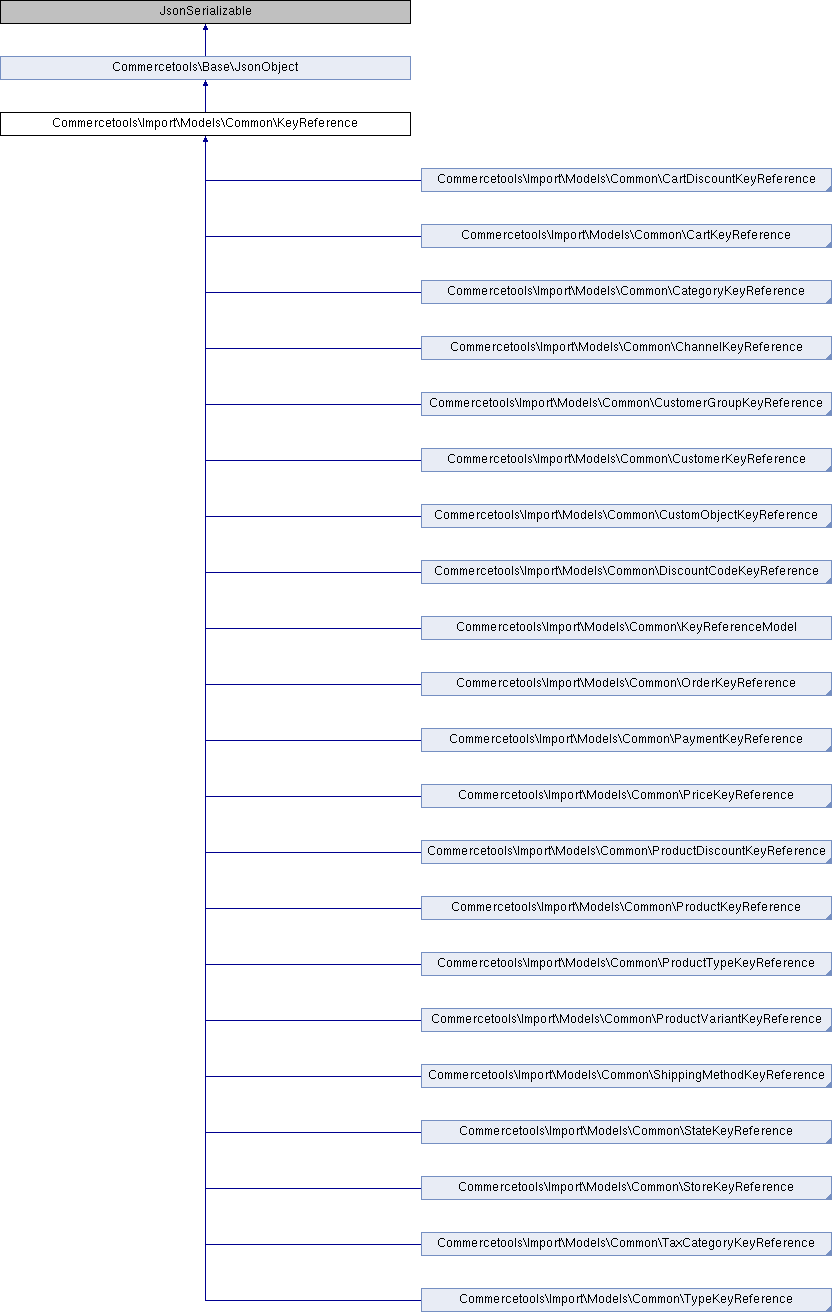 JsonSerializable
Commercetools\Base\JsonObject
Commercetools\Import\Models\Common\KeyReference
Commercetools\Import\Models\Common\CartDiscountKeyReference
Commercetools\Import\Models\Common\CartKeyReference
Commercetools\Import\Models\Common\CategoryKeyReference
Commercetools\Import\Models\Common\ChannelKeyReference
Commercetools\Import\Models\Common\CustomerGroupKeyReference
Commercetools\Import\Models\Common\CustomerKeyReference
Commercetools\Import\Models\Common\CustomObjectKeyReference
Commercetools\Import\Models\Common\DiscountCodeKeyReference
Commercetools\Import\Models\Common\KeyReferenceModel
Commercetools\Import\Models\Common\OrderKeyReference
Commercetools\Import\Models\Common\PaymentKeyReference
Commercetools\Import\Models\Common\PriceKeyReference
Commercetools\Import\Models\Common\ProductDiscountKeyReference
Commercetools\Import\Models\Common\ProductKeyReference
Commercetools\Import\Models\Common\ProductTypeKeyReference
Commercetools\Import\Models\Common\ProductVariantKeyReference
Commercetools\Import\Models\Common\ShippingMethodKeyReference
Commercetools\Import\Models\Common\StateKeyReference
Commercetools\Import\Models\Common\StoreKeyReference
Commercetools\Import\Models\Common\TaxCategoryKeyReference
Commercetools\Import\Models\Common\TypeKeyReference